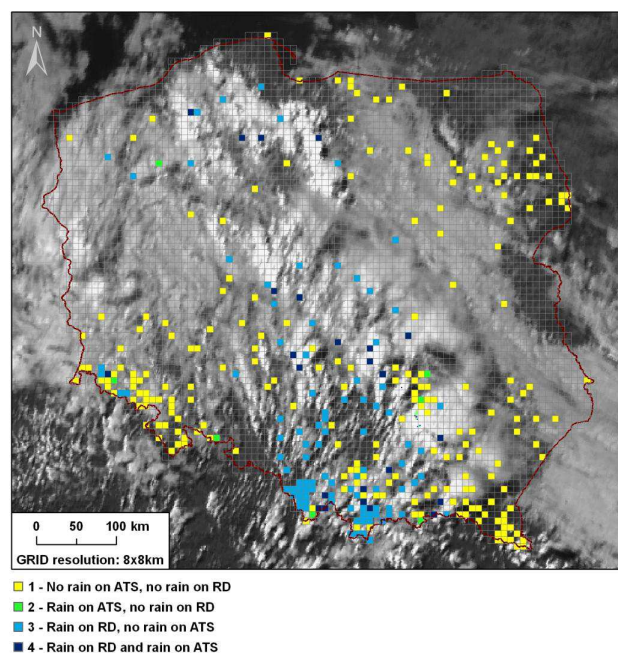 N
0 50 100 km
GRID resolution: 8x8km
1 - No rain on ATS, no rain on RD
2 - Rain on ATS, no rain on RD
3 - Rain on RD, no rain on ATS
4 - Rain on RD and rain on ATS